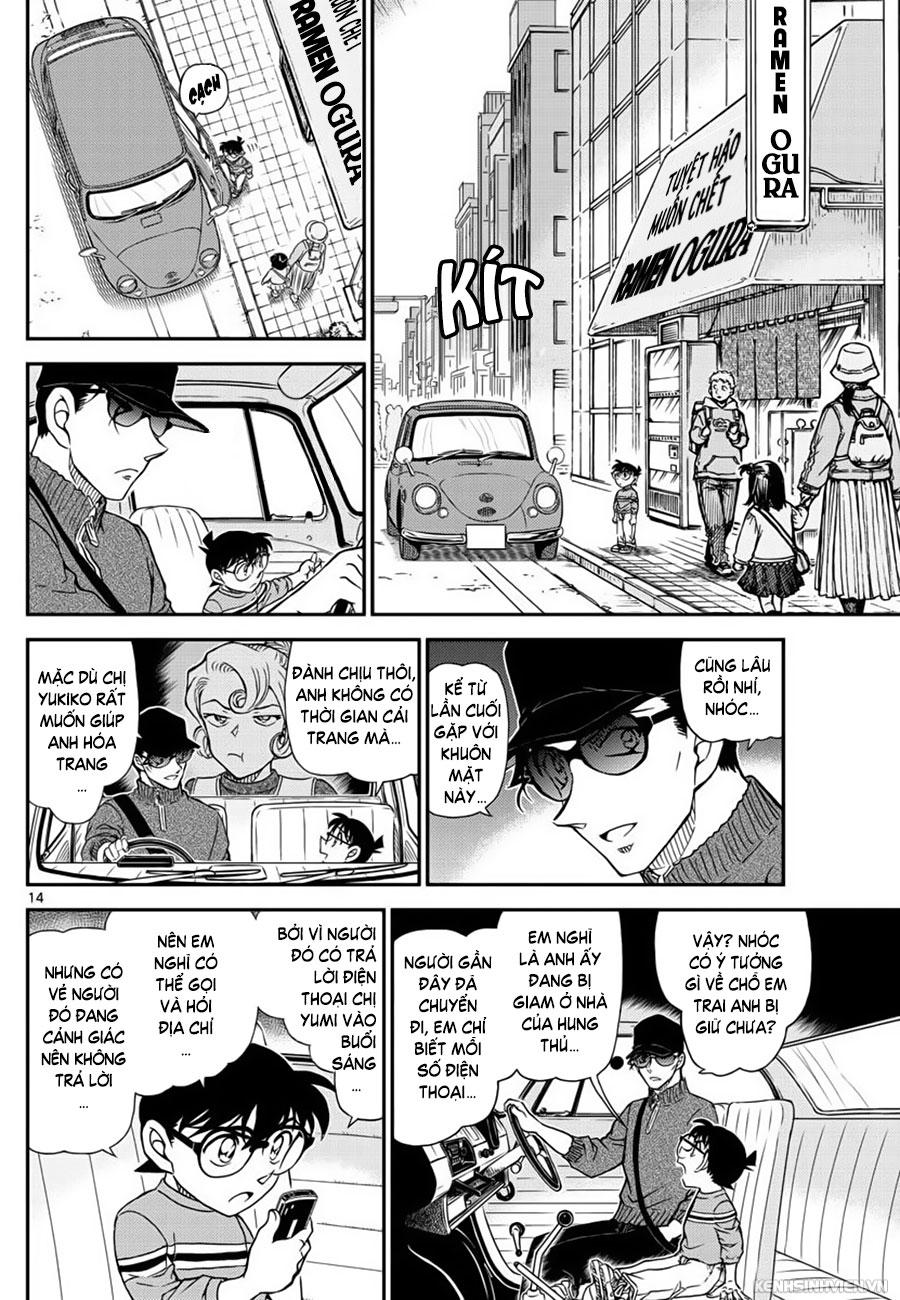 RAMEN OGURA
TUYỆT HẢO
MUỐN CHẾT
RAMEN OGURA
KÍT
MUỐN CHẾT
RAMEN OGURA
CẠCH
CŨNG LÂU
RỒI NHỈ,
NHÓC...
KỂ TỪ
LẦN CUỐI
GẶP VỚI
KHUÔN
MẶT
NÀY...
ĐÀNH CHỊU THÔI,
ANH KHÔNG CÓ
THỜI GIAN CẢI
TRANG MÀ...
MẶC DÙ CHỊ
YUKIKO RẤT
MUỐN GIÚP
ANH HÓA
TRANG
...
14
VẬY? NHÓC
CÓ Ý TƯỞNG
GÌ VỀ CHỔ EM
TRAI ANH BỊ
GIỮ CHƯA?
EM NGHĨ
LÀ ANH ẤY
ĐANG BỊ
GIAM Ở NHÀ
CỦA HUNG
THỦ...
NGƯỜI GẦN
ĐÂY ĐÃ
CHUYỂN
ĐI, EM CHỈ
BIẾT MỖI
SỐ ĐIỆN
THOẠI...
BỞI VÌ NGƯỜI
ĐÓ CÓ TRẢ
LỜI ĐIỆN
THOẠI CHỊ
YUMI VÀO
BUỔI
SÁNG
...
NÊN EM
NGHĨ CÓ
THỂ GỌI
VÀ HỎI
ĐỊA CHỈ
...
NHƯNG CÓ
VẺ NGƯỜI
ĐÓ ĐANG
CẢNH GIÁC
NÊN KHÔNG
TRẢ LỜI
...
KENHSINHVIEN.VN